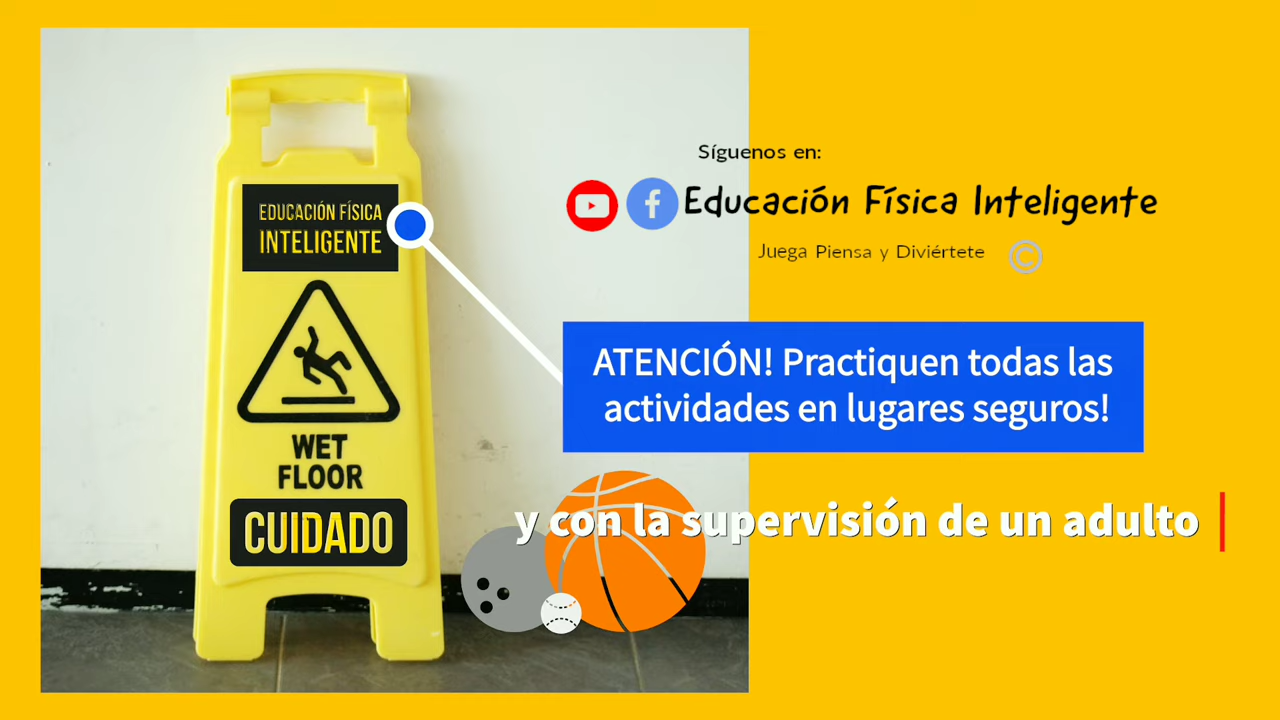 EDUCACIÓN FÍSICA
INTELIGENTE
WET
FLOOR
CUIDADO
Síguenos en:
Educación Física Inteligente
Juega Piensa y Diviértete ©
ATENCIÓN! Practiquen todas las
actividades en lugares seguros!
y con la supervisión de un adulto